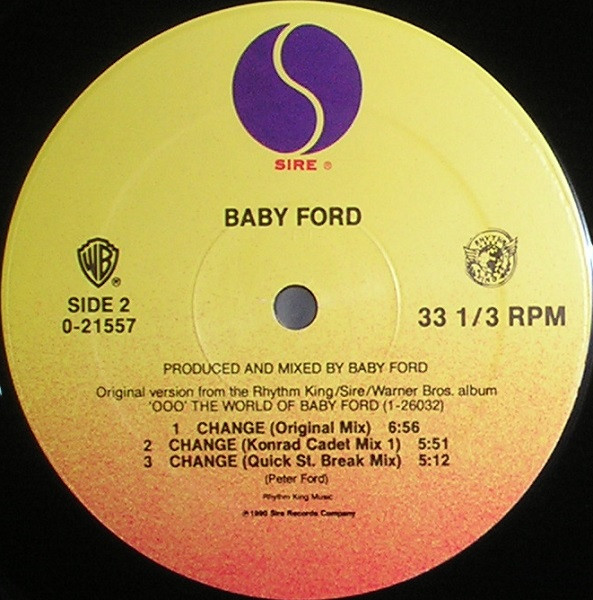 SIRE ®
BABY FORD
WB ®
RHYTHM KING
SIDE 2
0-21557
33 1/3 RPM
PRODUCED AND MIXED BY BABY FORD
Original version from the Rhythm King/Sire/Warner Bros. album
'OOO' THE WORLD OF BABY FORD (1-26032)
1 CHANGE (Original Mix) 6:56
2 CHANGE (Konrad Cadet Mix 1) 5:51
3 CHANGE (Quick St. Break Mix) 5:12
(Peter Ford)
Rhythm King Music
℗ 1990 Sire Records Company